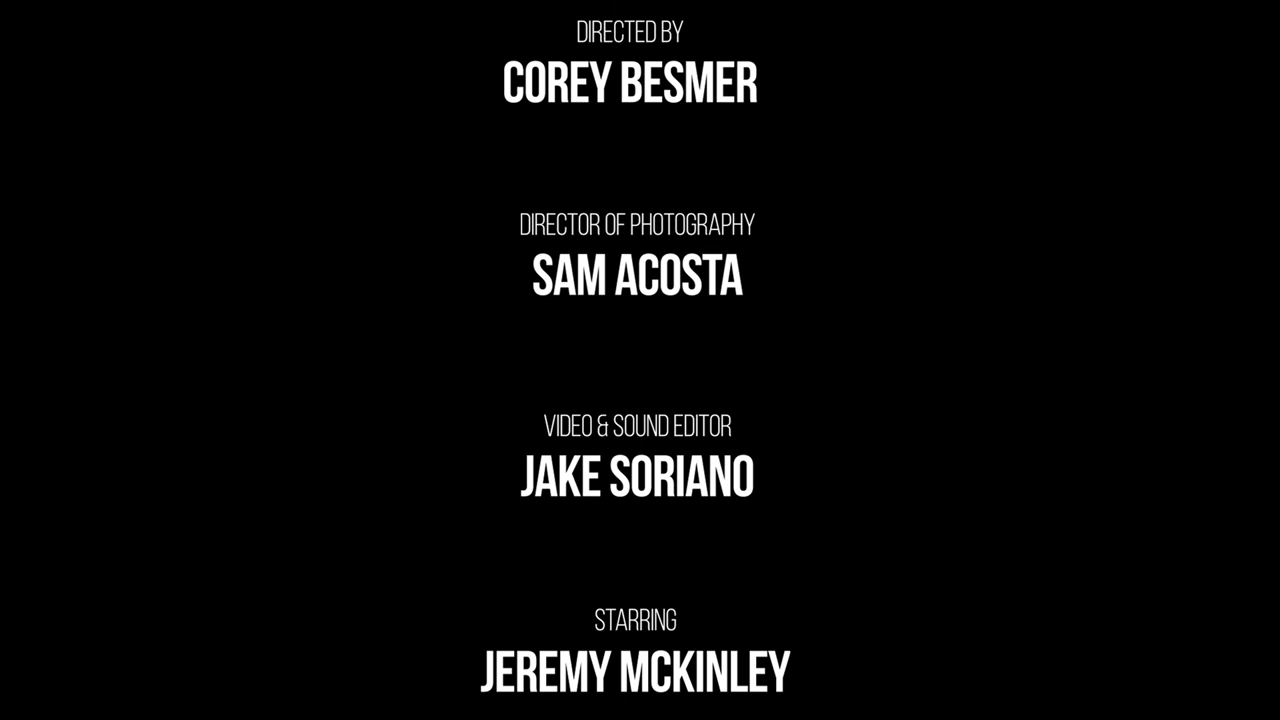 DIRECTED BY
COREY BESMER
DIRECTOR OF PHOTOGRAPHY
SAM ACOSTA
VIDEO & SOUND EDITOR
JAKE SORIANO
STARRING
JEREMY MCKINLEY